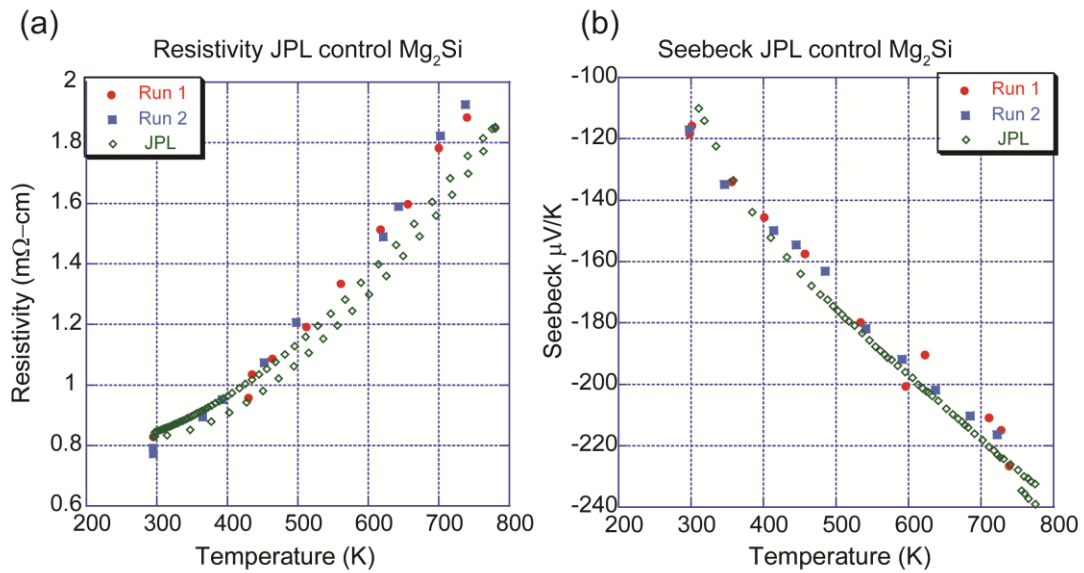 (a)
Resistivity JPL control Mg₂Si
2
1.8
1.6
1.4
1.2
1
0.8
0.6
Resistivity (mΩ–cm)
Run 1
Run 2
JPL
200 300 400 500 600 700 800
Temperature (K)
(b)
Seebeck JPL control Mg₂Si
-100
-120
-140
-160
-180
-200
-220
-240
Seebeck μV/K
Run 1
Run 2
JPL
200 300 400 500 600 700 800
Temperature (K)